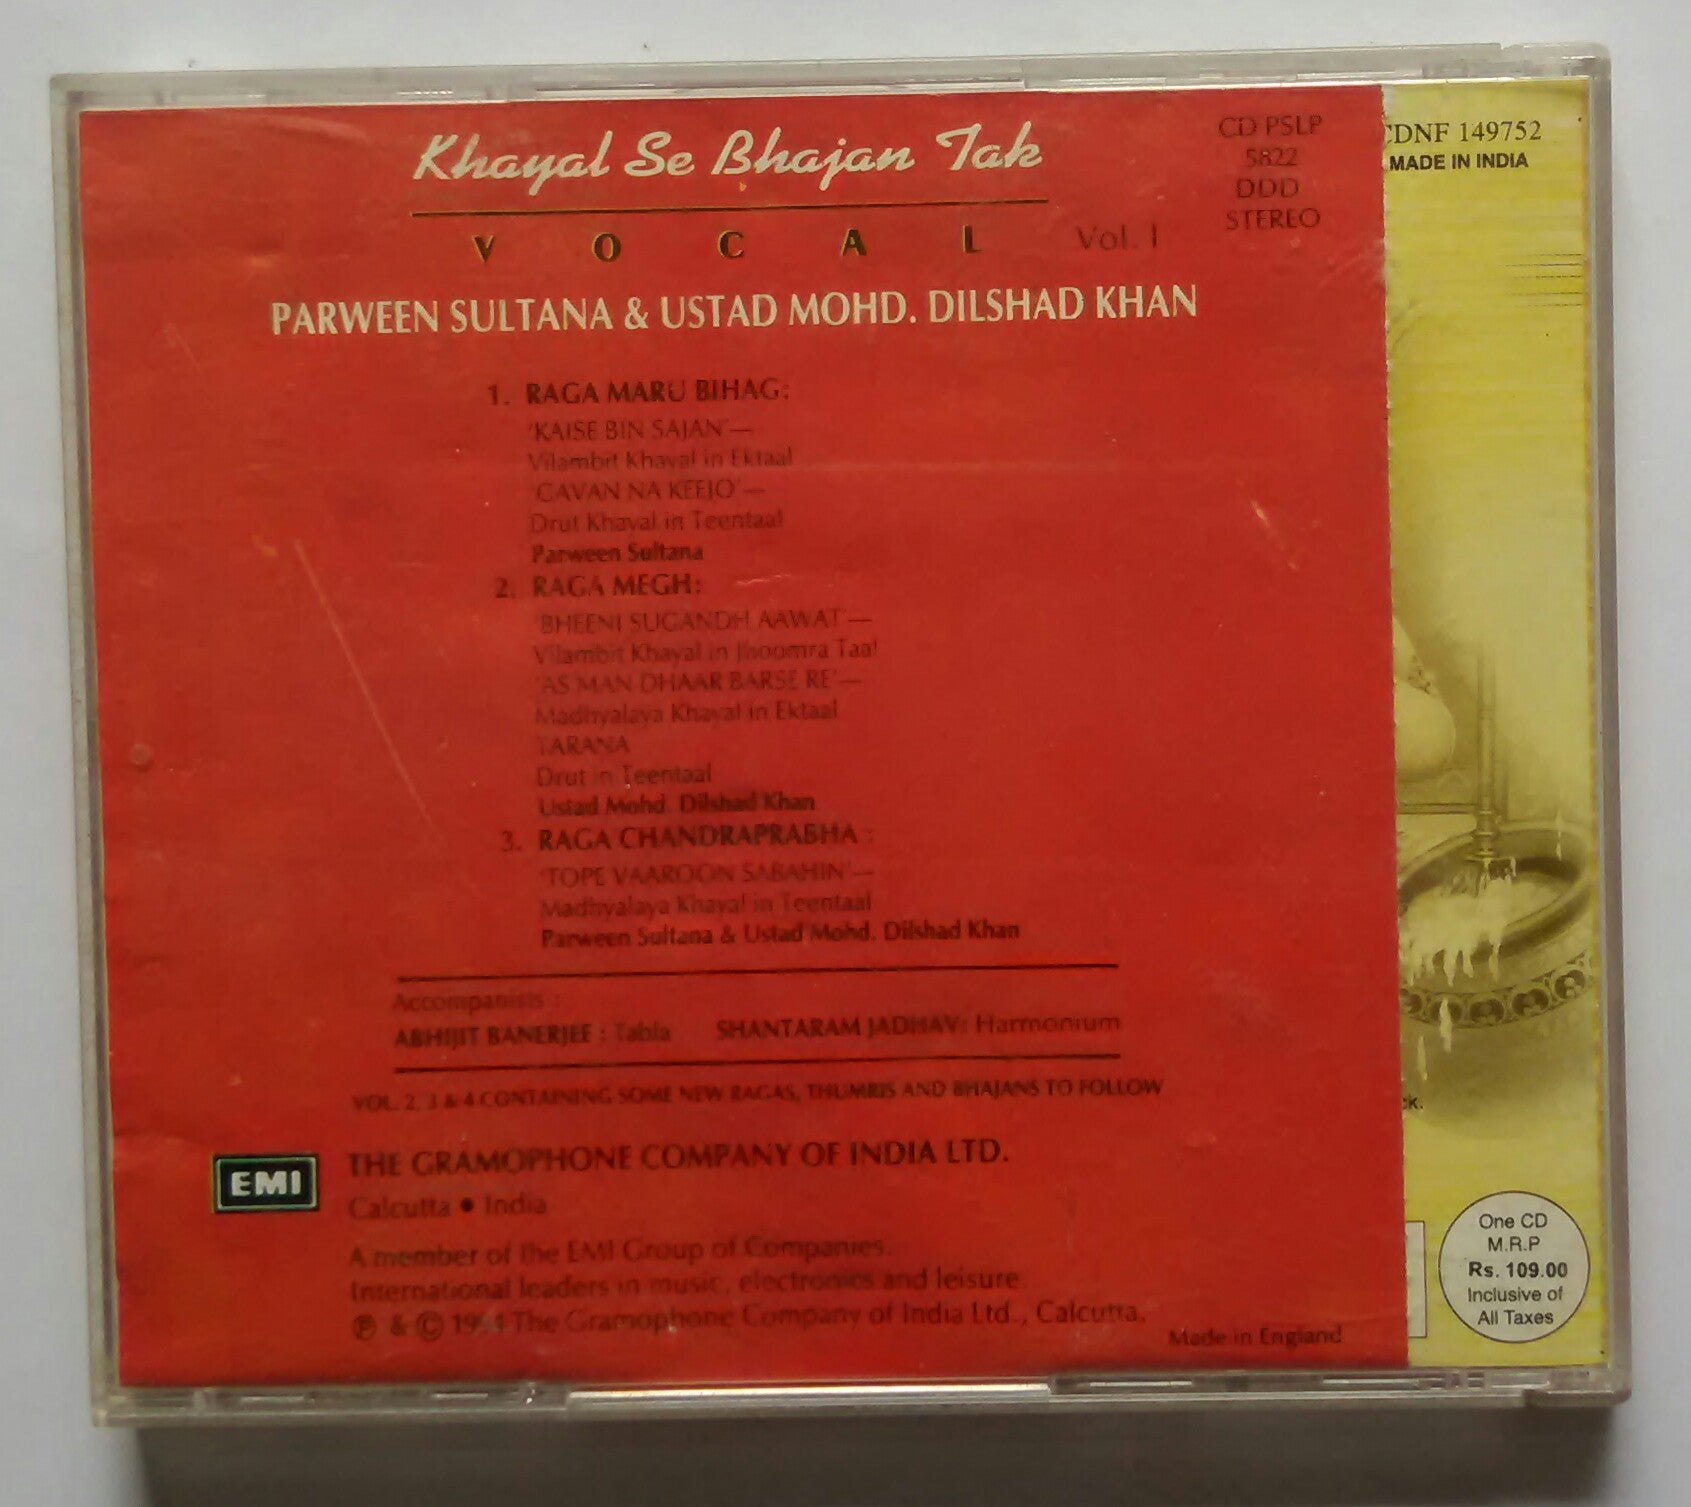 Khayal Se Bhajan Tak
VOCAL Vol. I
CD PSLP
5822
DDD
STEREO
PARWEEN SULTANA & USTAD MOHD. DILSHAD KHAN
1. RAGA MARU BIHAG:
'KAISE BIN SAJAN'—
Vilambit Khayal in Ektaal
'GAVAN NA KEEJO'—
Drut Khayal in Teentaal
Parween Sultana
2. RAGA MEGH:
'BHEENI SUGANDH AAWAT'—
Vilambit Khayal in Jhoomra Taal
'AS MAN DHAAR BARSE RE'—
Madhyalaya Khayal in Ektaal
TARANA
Drut in Teentaal
Ustad Mohd. Dilshad Khan
3. RAGA CHANDRAPRABHA :
'TOPE VAAROON SABAHIN'—
Madhyalaya Khayal in Teentaal
Parween Sultana & Ustad Mohd. Dilshad Khan
Accompanists :
ABHIJIT BANERJEE : Tabla SHANTARAM JADHAV: Harmonium
VOL. 2, 3 & 4 CONTAINING SOME NEW RAGAS, THUMRIS AND BHAJANS TO FOLLOW
EMI
THE GRAMOPHONE COMPANY OF INDIA LTD.
Calcutta • India
A member of the EMI Group of Companies.
International leaders in music, electronics and leisure.
℗ & © The Gramophone Company of India Ltd., Calcutta.
Made in England
CDNF 149752
MADE IN INDIA
One CD
M.R.P
Rs. 109.00
Inclusive of
All Taxes